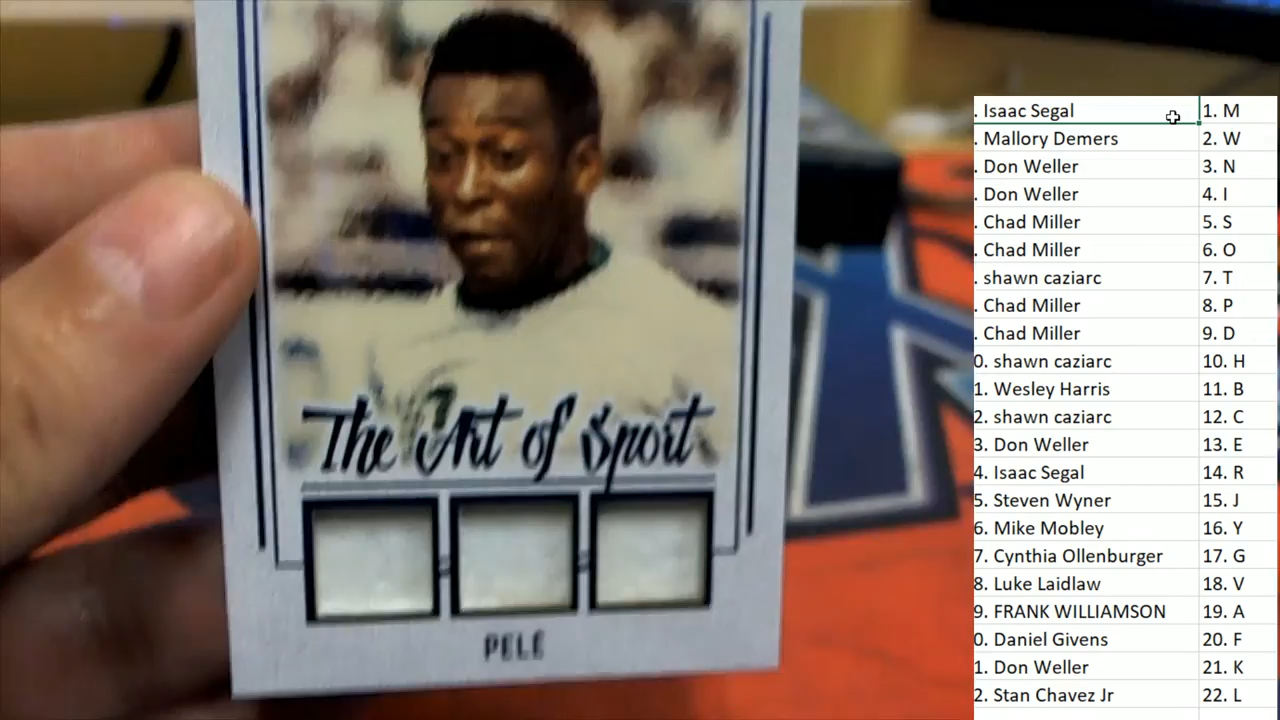 The Art of Sport
PELÉ
. Isaac Segal 1. M
. Mallory Demers 2. W
. Don Weller 3. N
. Don Weller 4. I
. Chad Miller 5. S
. Chad Miller 6. O
. shawn caziarc 7. T
. Chad Miller 8. P
. Chad Miller 9. D
0. shawn caziarc 10. H
1. Wesley Harris 11. B
2. shawn caziarc 12. C
3. Don Weller 13. E
4. Isaac Segal 14. R
5. Steven Wyner 15. J
6. Mike Mobley 16. Y
7. Cynthia Ollenburger 17. G
8. Luke Laidlaw 18. V
9. FRANK WILLIAMSON 19. A
0. Daniel Givens 20. F
1. Don Weller 21. K
2. Stan Chavez Jr 22. L